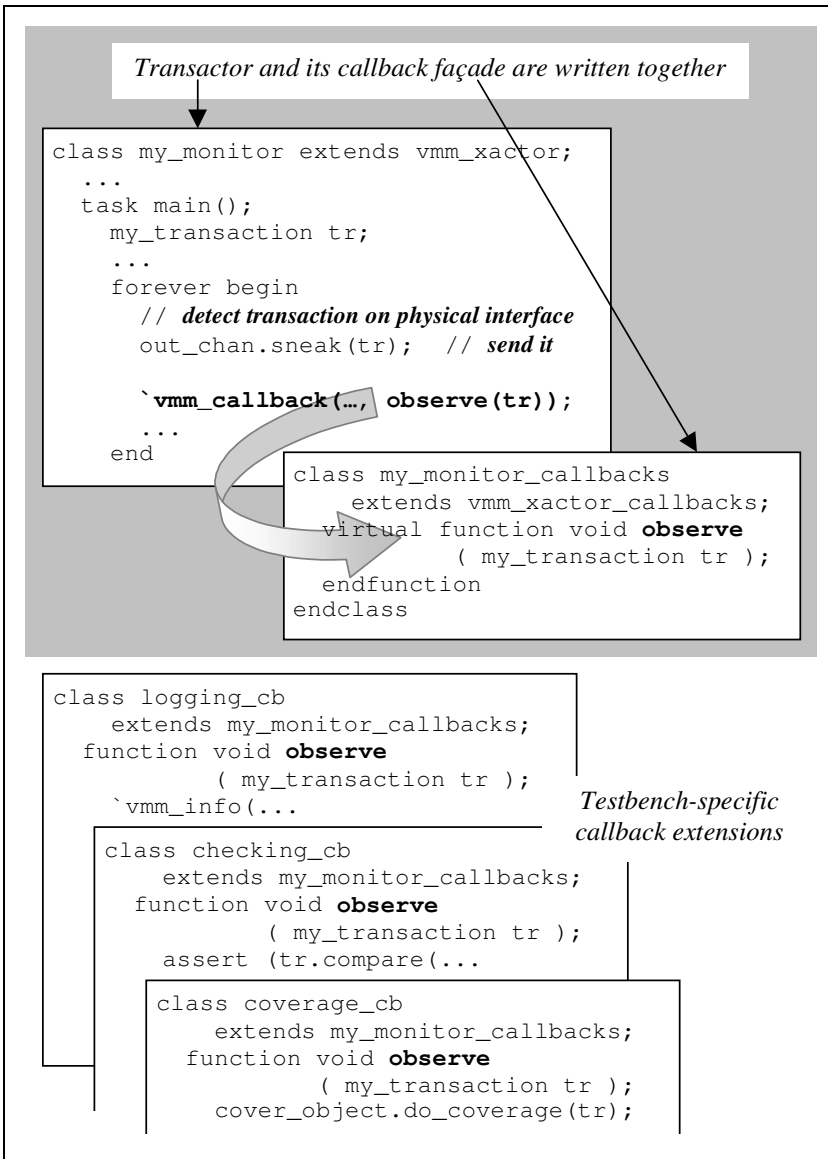 Transactor and its callback façade are written together
class my_monitor extends vmm_xactor;
...
task main();
my_transaction tr;
...
forever begin
// detect transaction on physical interface
out_chan.sneak(tr); // send it
`vmm_callback(…, observe(tr));
...
end
class my_monitor_callbacks
extends vmm_xactor_callbacks;
virtual function void observe
( my_transaction tr );
endfunction
endclass
class logging_cb
extends my_monitor_callbacks;
function void observe
( my_transaction tr );
`vmm_info(...
Testbench-specific
callback extensions
class checking_cb
extends my_monitor_callbacks;
function void observe
( my_transaction tr );
assert (tr.compare(...
class coverage_cb
extends my_monitor_callbacks;
function void observe
( my_transaction tr );
cover_object.do_coverage(tr);